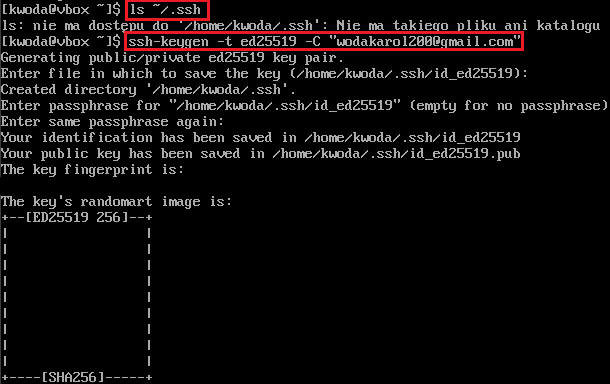 [kwoda@vbox ~]$ ls ~/.ssh
ls: nie ma dostępu do '/home/kwoda/.ssh': Nie ma takiego pliku ani katalogu
[kwoda@vbox ~]$ ssh-keygen -t ed25519 -C "wodakarol200@gmail.com"
Generating public/private ed25519 key pair.
Enter file in which to save the key (/home/kwoda/.ssh/id_ed25519):
Created directory '/home/kwoda/.ssh'.
Enter passphrase for "/home/kwoda/.ssh/id_ed25519" (empty for no passphrase)
Enter same passphrase again:
Your identification has been saved in /home/kwoda/.ssh/id_ed25519
Your public key has been saved in /home/kwoda/.ssh/id_ed25519.pub
The key fingerprint is:
The key's randomart image is:
+--[ED25519 256]--+
|                 |
|                 |
|                 |
|                 |
|                 |
|                 |
|                 |
|                 |
|                 |
+----[SHA256]-----+